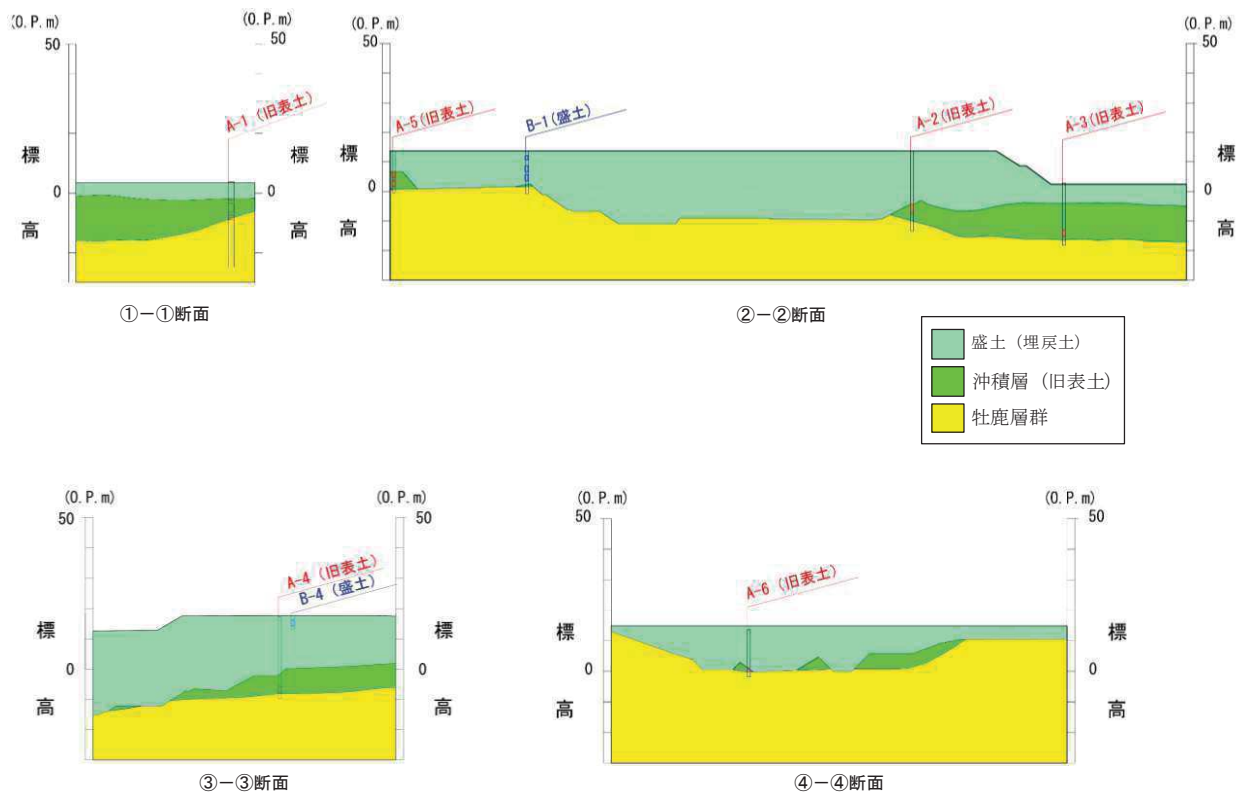 (O.P.m)
50
0
標
高
A-1 (旧表土)
(O.P.m)
50
0
標
高
①-①断面
(O.P.m)
50
0
標
高
A-5(旧表土)
B-1(盛土)
A-2(旧表土)
A-3(旧表土)
(O.P.m)
50
0
標
高
②-②断面
盛土 (埋戻土)
沖積層 (旧表土)
牡鹿層群
(O.P.m)
50
0
標
高
A-4 (旧表土)
B-4 (盛土)
(O.P.m)
50
0
標
高
③-③断面
(O.P.m)
50
0
標
高
A-6 (旧表土)
(O.P.m)
50
0
標
高
④-④断面